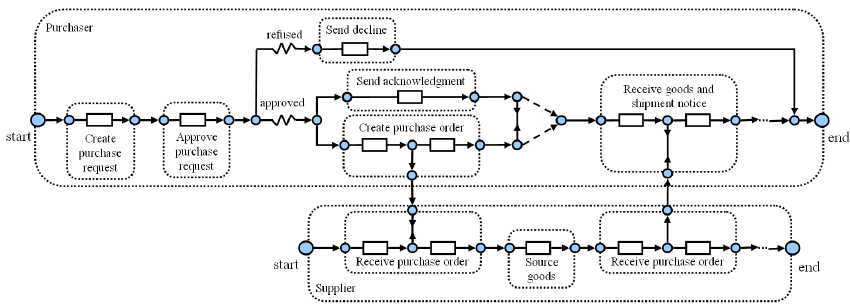 Purchaser
refused
Send decline
Send acknowledgment
approved
Create purchase order
Receive goods and
shipment notice
start
Create
purchase
request
Approve
purchase
request
end
Receive purchase order
Source
goods
Receive purchase order
start
end
Supplier